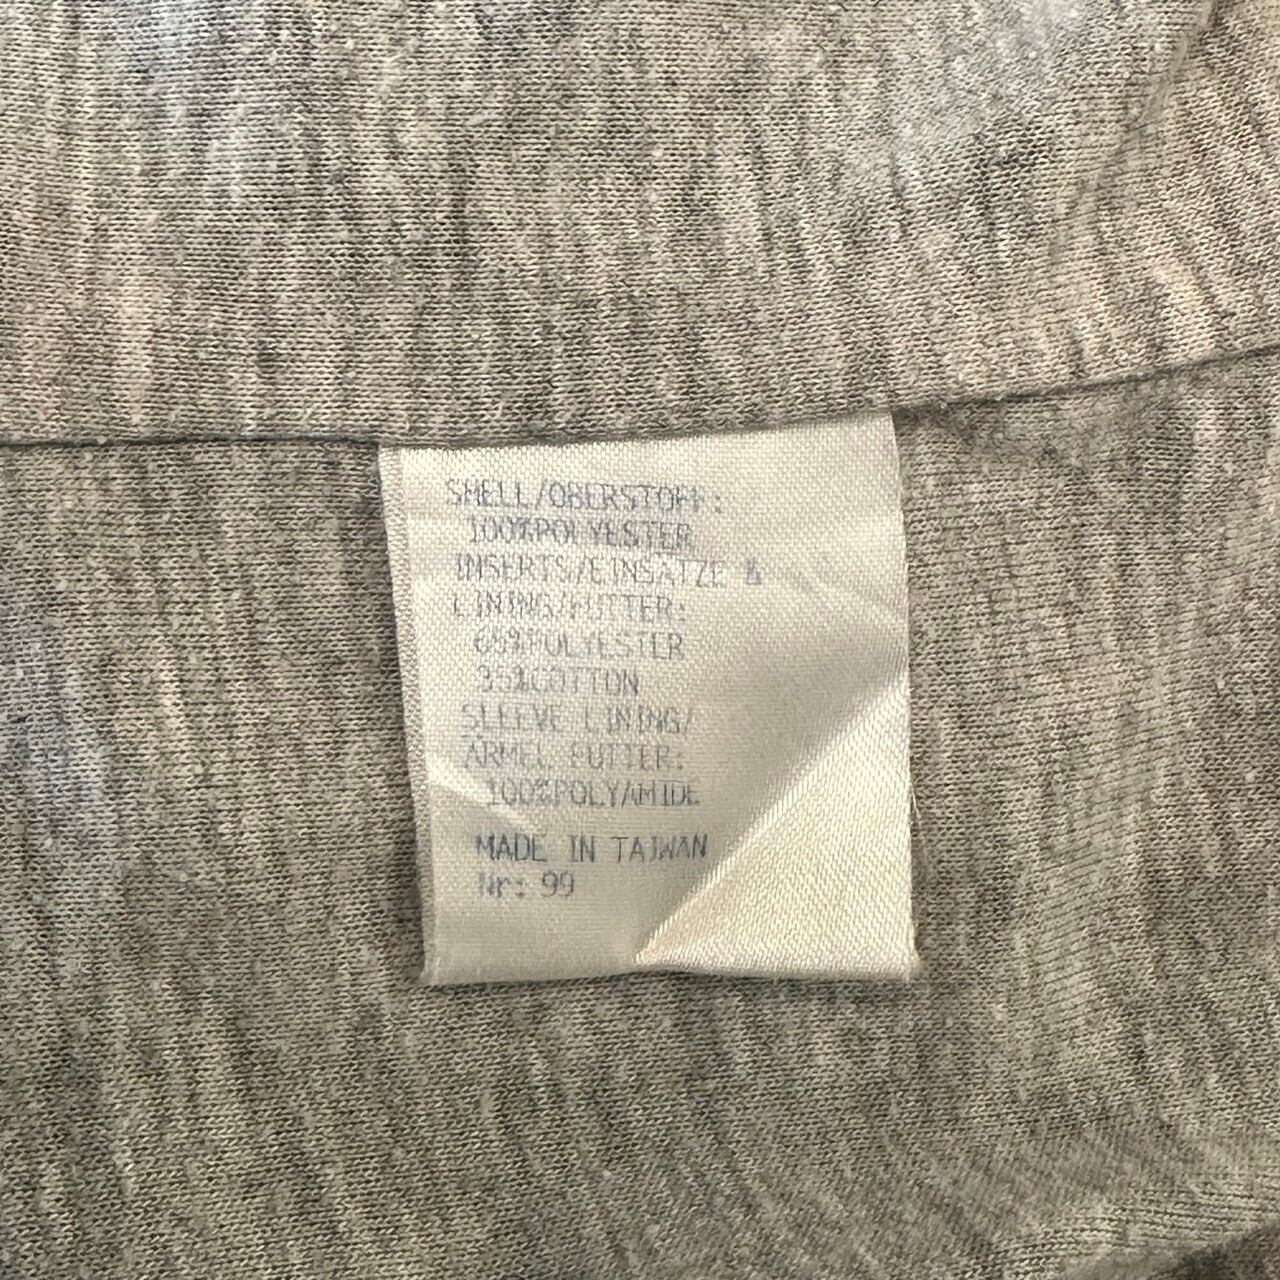 SHELL/OBERSTOFF:
100%POLYESTER
INSERTS/EINSATZE &
LINING/FUTTER:
65%POLYESTER
35%COTTON
SLEEVE LINING/
ARMEL FUTTER:
100%POLYAMIDE
MADE IN TAIWAN
Nr: 99